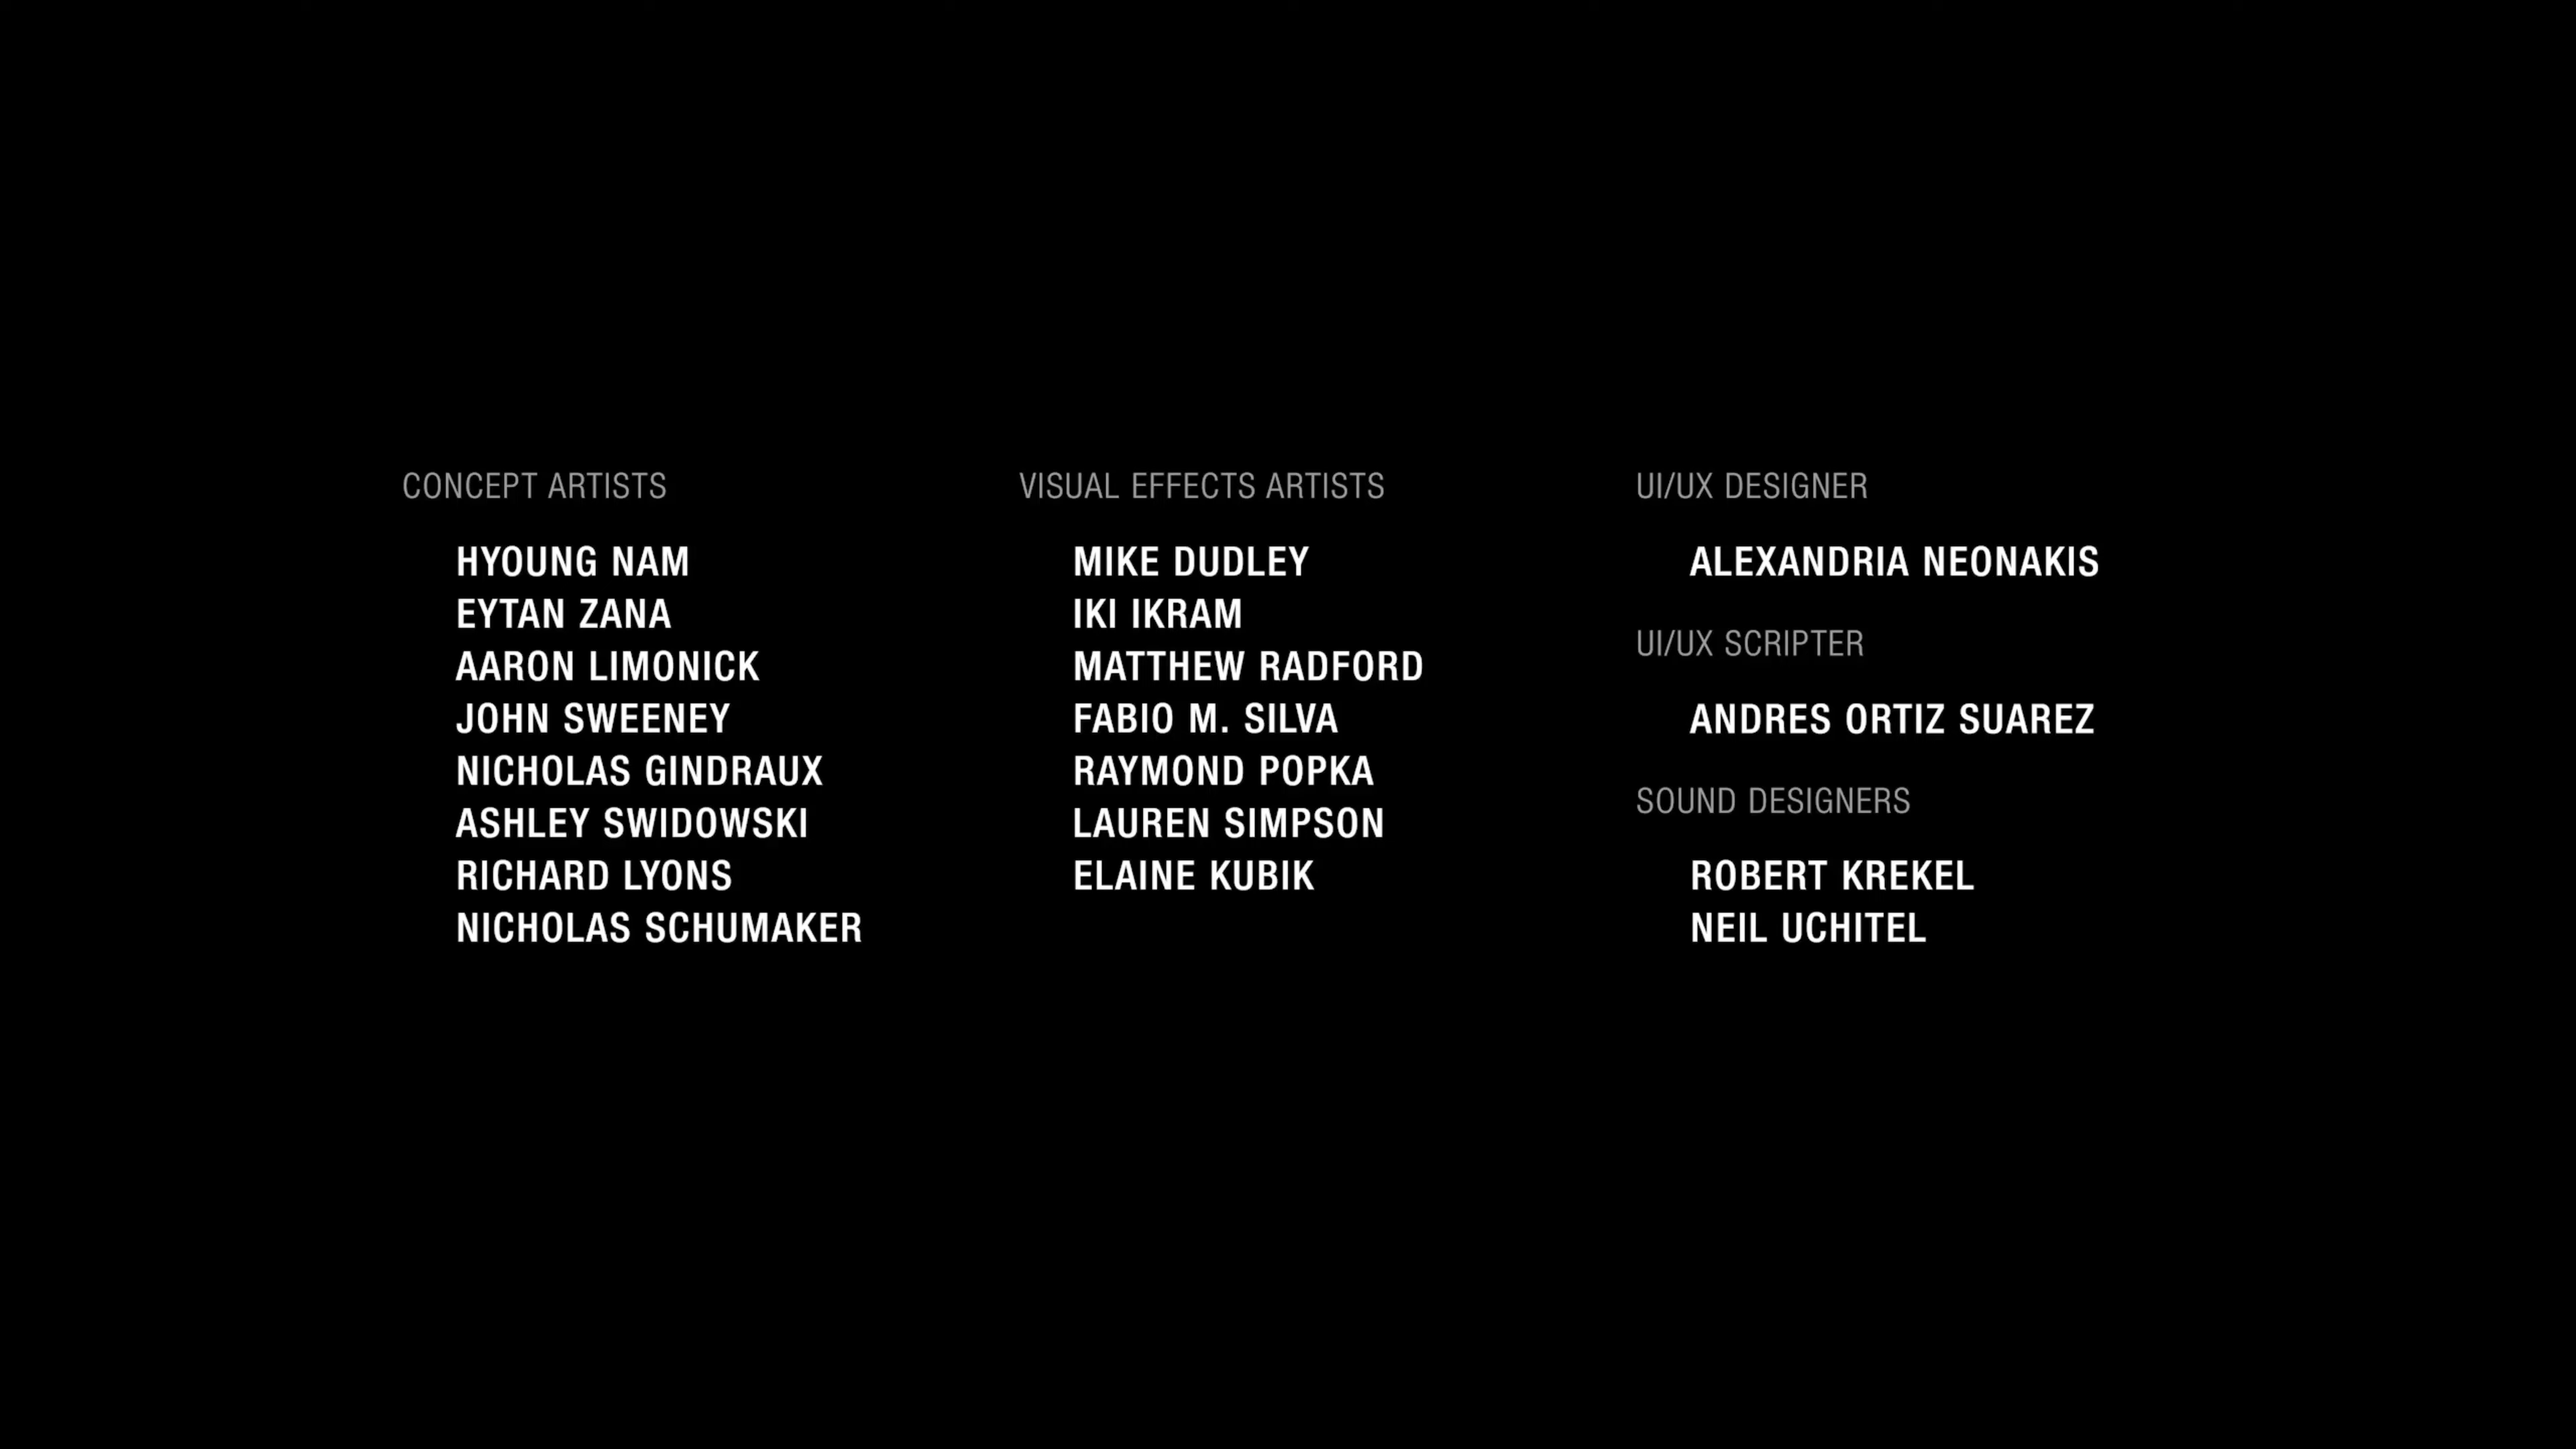 CONCEPT ARTISTS
HYOUNG NAM
EYTAN ZANA
AARON LIMONICK
JOHN SWEENEY
NICHOLAS GINDRAUX
ASHLEY SWIDOWSKI
RICHARD LYONS
NICHOLAS SCHUMAKER
VISUAL EFFECTS ARTISTS
MIKE DUDLEY
IKI IKRAM
MATTHEW RADFORD
FABIO M. SILVA
RAYMOND POPKA
LAUREN SIMPSON
ELAINE KUBIK
UI/UX DESIGNER
ALEXANDRIA NEONAKIS
UI/UX SCRIPTER
ANDRES ORTIZ SUAREZ
SOUND DESIGNERS
ROBERT KREKEL
NEIL UCHITEL